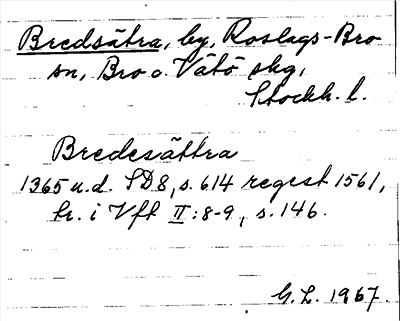 Bredsätra, by, Roslags-Bro
sn, Bro o. Vätö skg,
Stockh. l.
Bredesättra
1365 u.d. SD 8, s. 614 regest 1561,
tr. i Vft II:8-9, s. 146.
G. L. 1967.